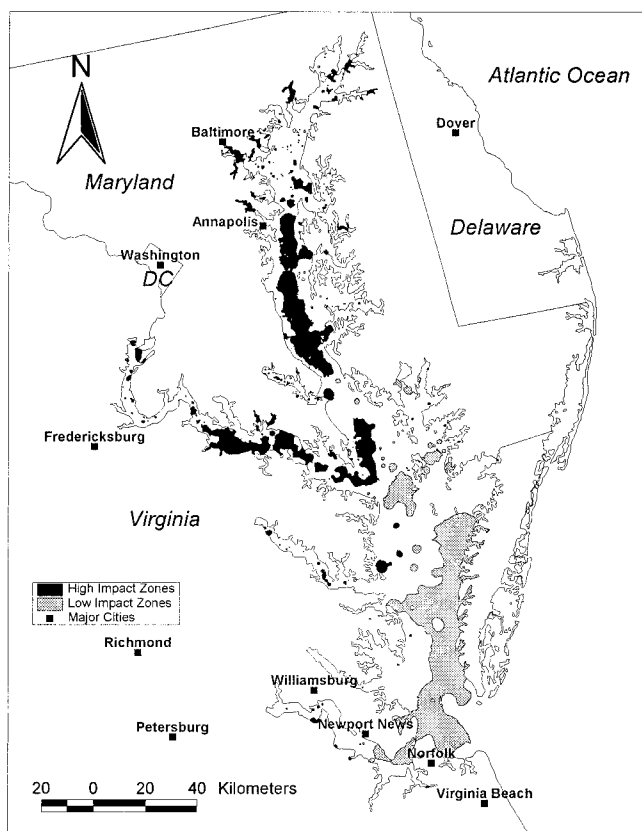 N
Atlantic Ocean
Dover
Baltimore
Maryland
Annapolis
Delaware
Washington
DC
Fredericksburg
Virginia
High Impact Zones
Low Impact Zones
Major Cities
Richmond
Williamsburg
Petersburg
Newport News
Norfolk
20 0 20 40 Kilometers
Virginia Beach